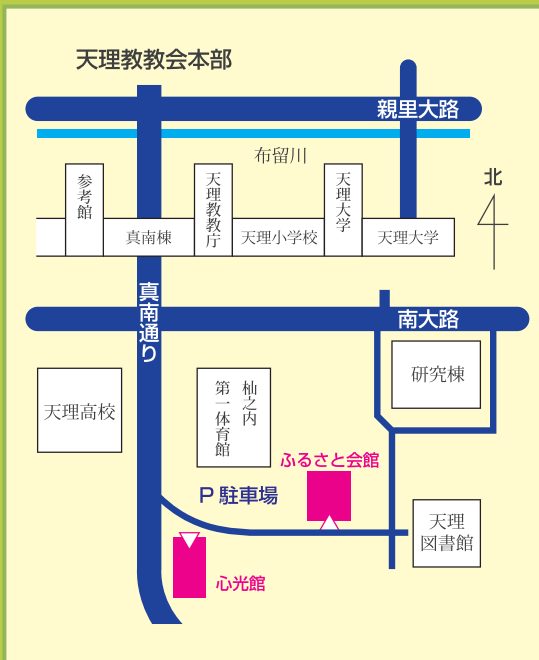 天理教教会本部
親里大路
布留川
北
参考館
天理教教庁
天理大学
真南棟
天理小学校
天理大学
真南通り
南大路
研究棟
天理高校
杣之内
第一体育館
ふるさと会館
P 駐車場
天理
図書館
心光館